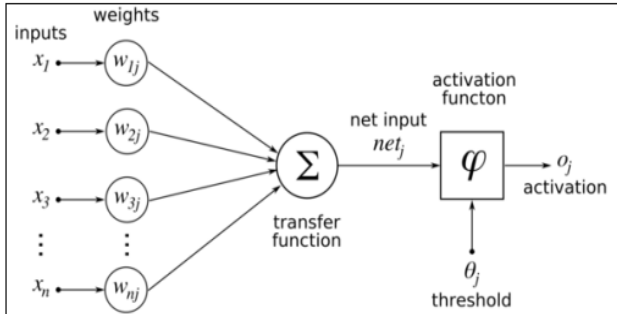 weights
inputs
activation
functon
x₁
w₁ⱼ
x₂
w₂ⱼ
net input
netⱼ
Σ
φ
oⱼ
activation
x₃
w₃ⱼ
transfer
function
⋮
⋮
xₙ
wₙⱼ
θⱼ
threshold